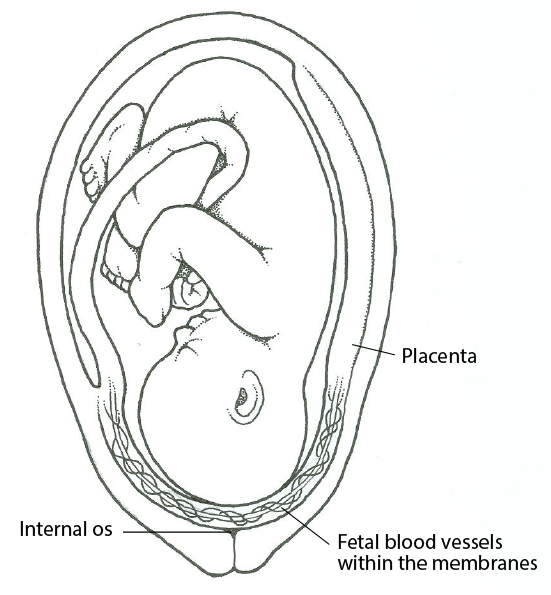 Placenta
Internal os
Fetal blood vessels
within the membranes